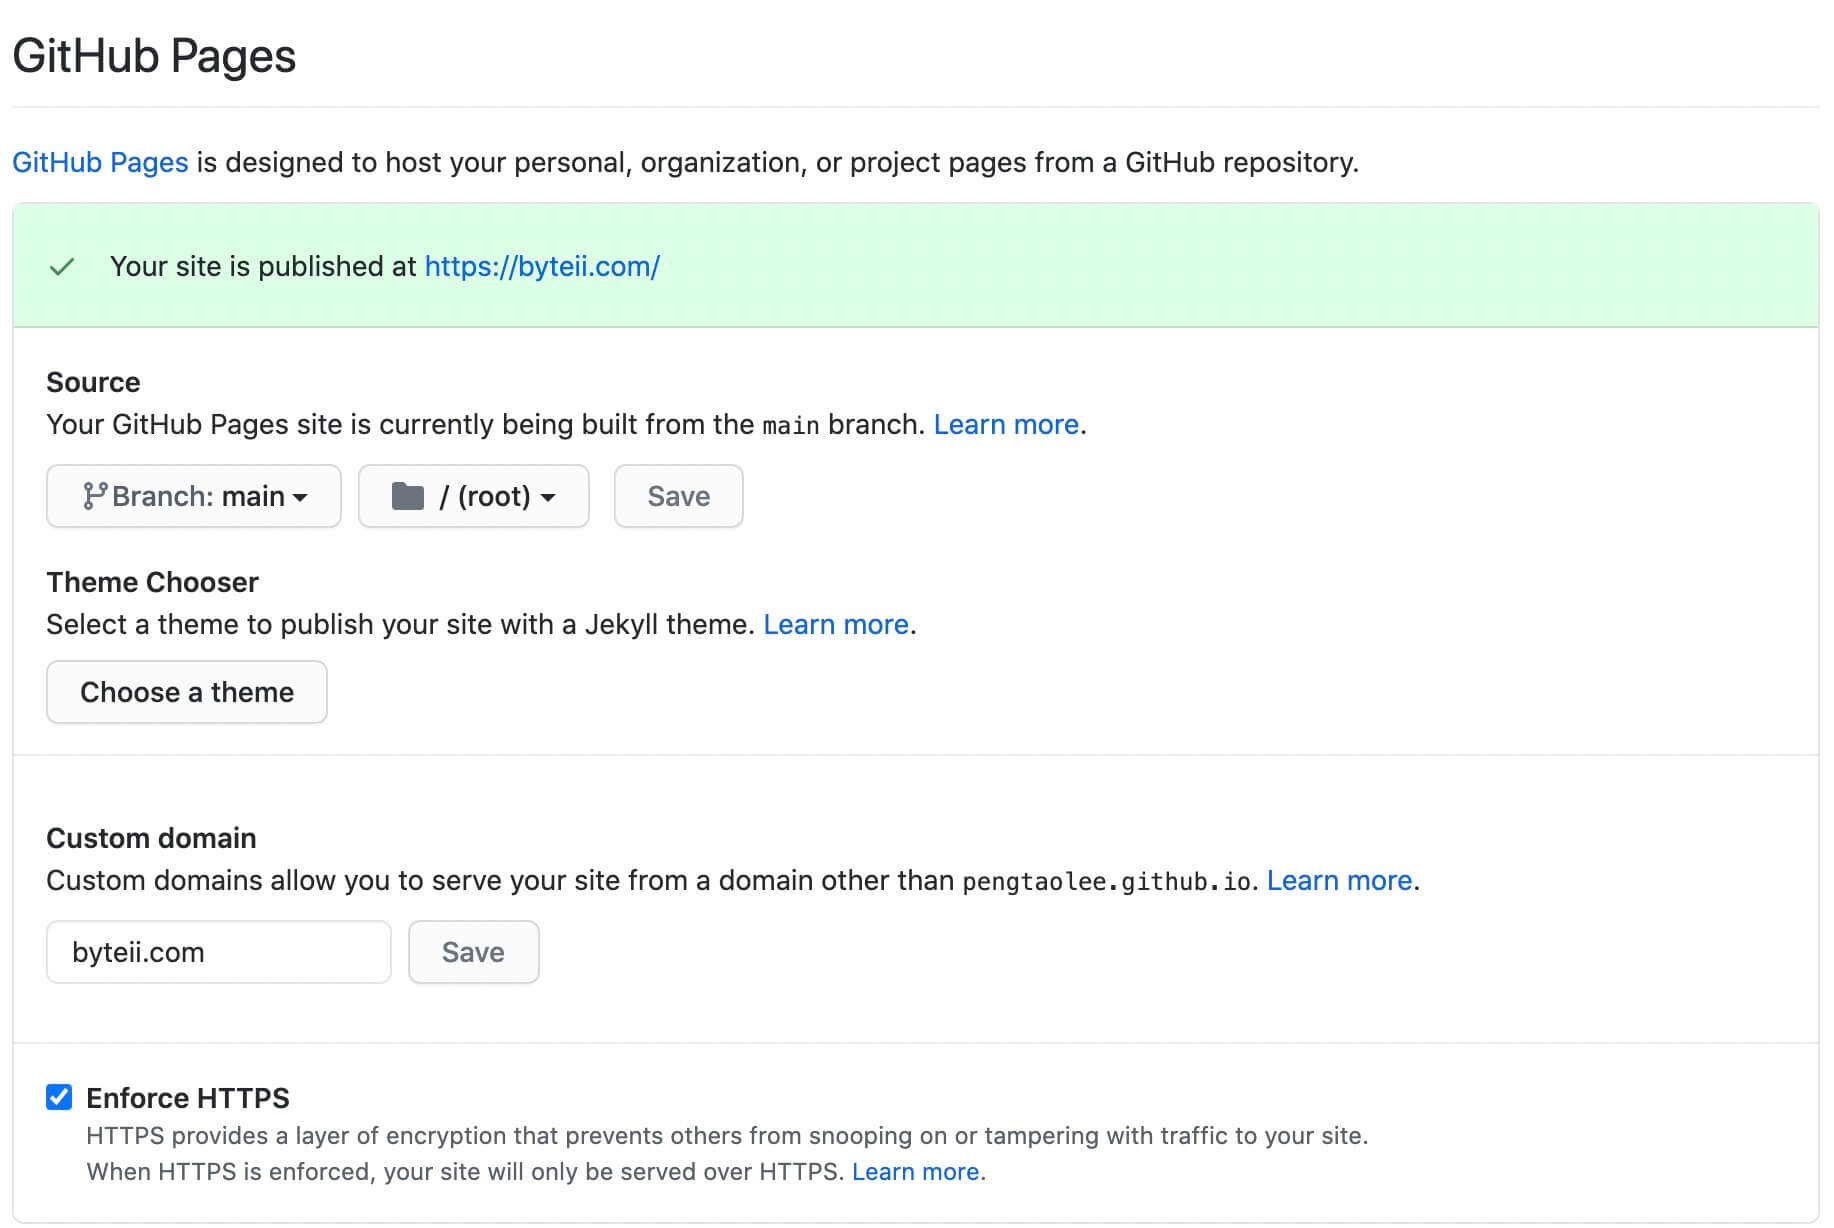 GitHub Pages
GitHub Pages is designed to host your personal, organization, or project pages from a GitHub repository.
Your site is published at https://byteii.com/
Source
Your GitHub Pages site is currently being built from the main branch. Learn more.
Branch: main / (root) Save
Theme Chooser
Select a theme to publish your site with a Jekyll theme. Learn more.
Choose a theme
Custom domain
Custom domains allow you to serve your site from a domain other than pengtaolee.github.io. Learn more.
byteii.com Save
Enforce HTTPS
HTTPS provides a layer of encryption that prevents others from snooping on or tampering with traffic to your site.
When HTTPS is enforced, your site will only be served over HTTPS. Learn more.